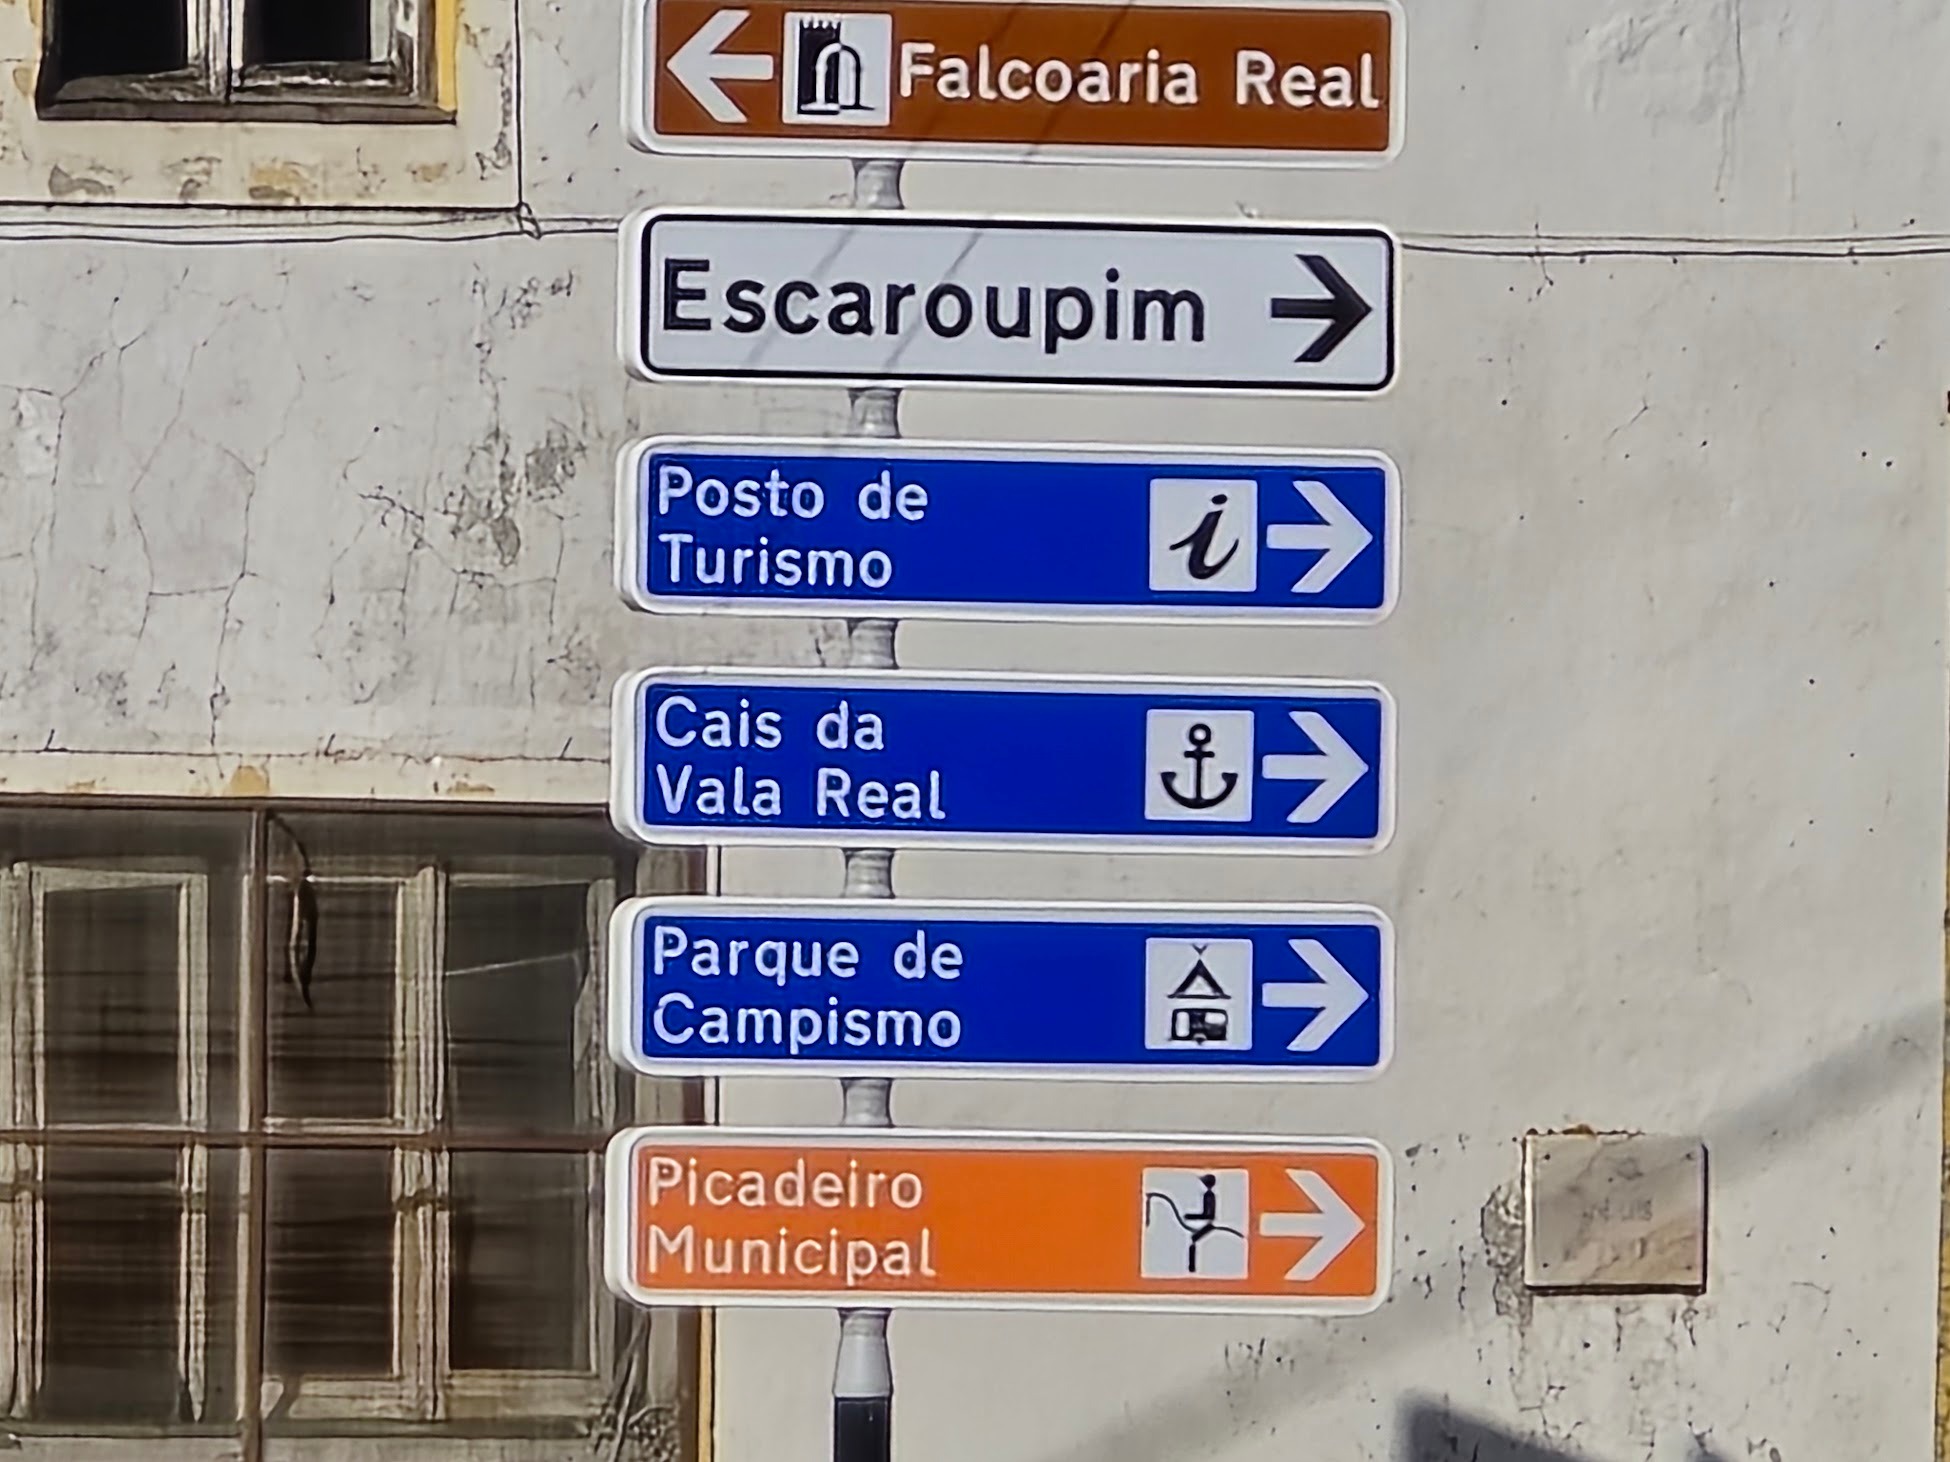 Falcoaria Real
Escaroupim
Posto de
Turismo
i
Cais da
Vala Real
Parque de
Campismo
Picadeiro
Municipal